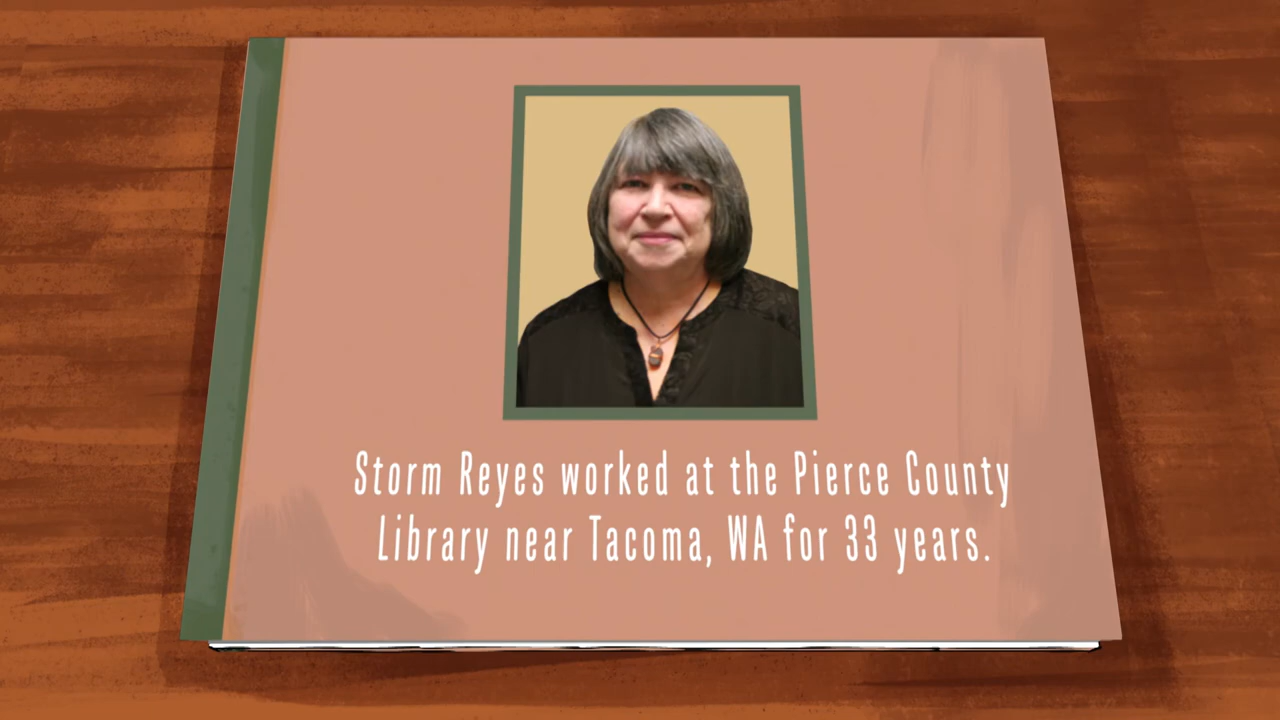 Storm Reyes worked at the Pierce County
Library near Tacoma, WA for 33 years.